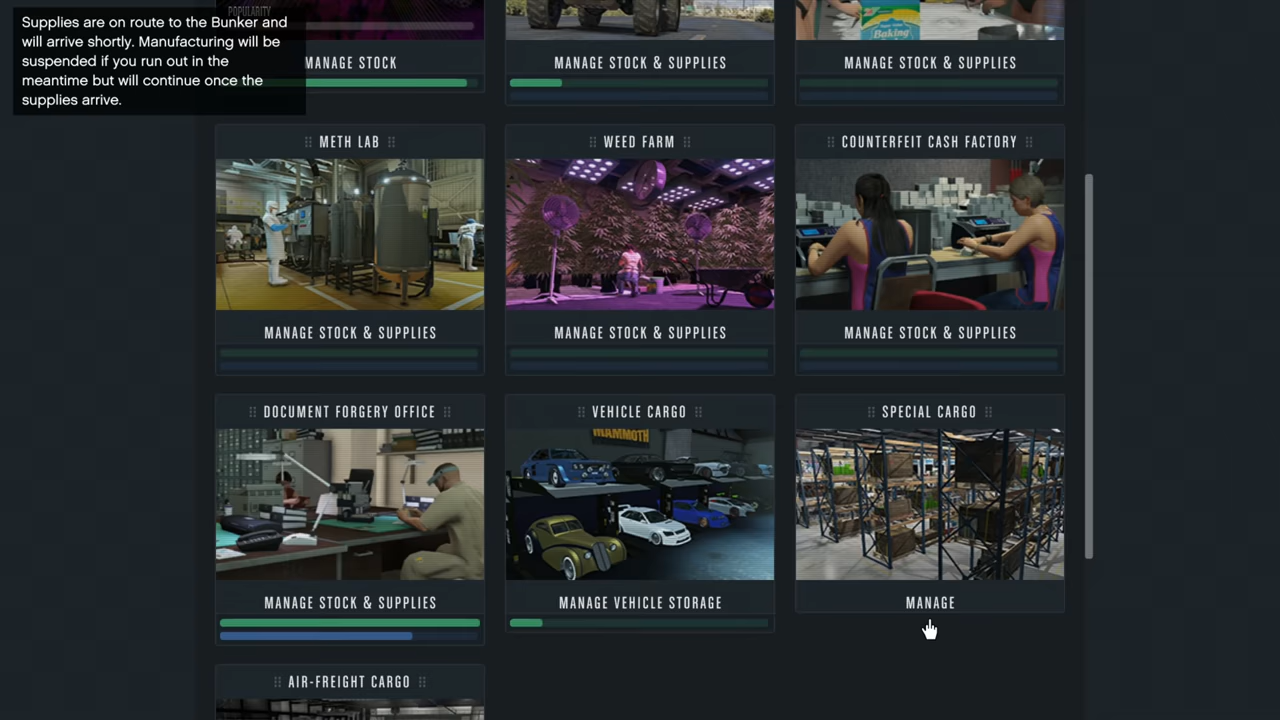 POPULARITY
Supplies are on route to the Bunker and
will arrive shortly. Manufacturing will be
suspended if you run out in the
meantime but will continue once the
supplies arrive.
MANAGE STOCK
MANAGE STOCK & SUPPLIES
Baking
MANAGE STOCK & SUPPLIES
METH LAB
WEED FARM
COUNTERFEIT CASH FACTORY
MANAGE STOCK & SUPPLIES
MANAGE STOCK & SUPPLIES
MANAGE STOCK & SUPPLIES
DOCUMENT FORGERY OFFICE
VEHICLE CARGO
SPECIAL CARGO
MAMMOTH
MANAGE STOCK & SUPPLIES
MANAGE VEHICLE STORAGE
MANAGE
AIR-FREIGHT CARGO